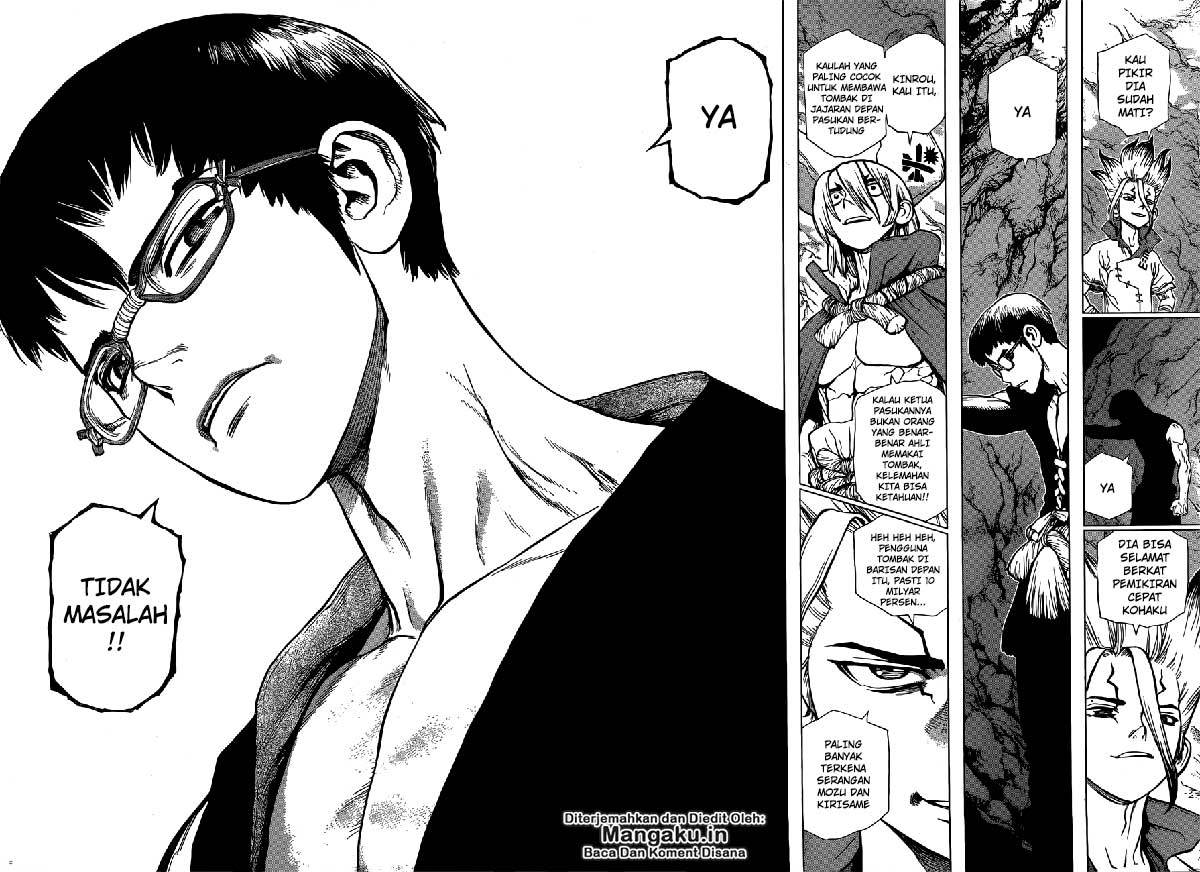 KAU
PIKIR
DIA
SUDAH
MATI?
YA
DIA BISA
SELAMAT
BERKAT
PEMIKIRAN
CEPAT
KOHAKU
YA
KINROU,
KAU ITU,
KAULAH YANG
PALING COCOK
UNTUK MEMBAWA
TOMBAK DI
JAJARAN DEPAN
PASUKAN BER-
TUDUNG
KALAU KETUA
PASUKANNYA
BUKAN ORANG
YANG BENAR-
BENAR AHLI
MEMAKAI
TOMBAK,
KELEMAHAN
KITA BISA
KETAHUAN!!
HEH HEH HEH,
PENGGUNA
TOMBAK DI
BARISAN DEPAN
ITU, PASTI 10
MILYAR
PERSEN...
PALING
BANYAK
TERKENA
SERANGAN
MOZU DAN
KIRISAME
YA
TIDAK
MASALAH
!!
Diterjemahkan dan Diedit Oleh:
Mangaku.in
Baca Dan Koment Disana